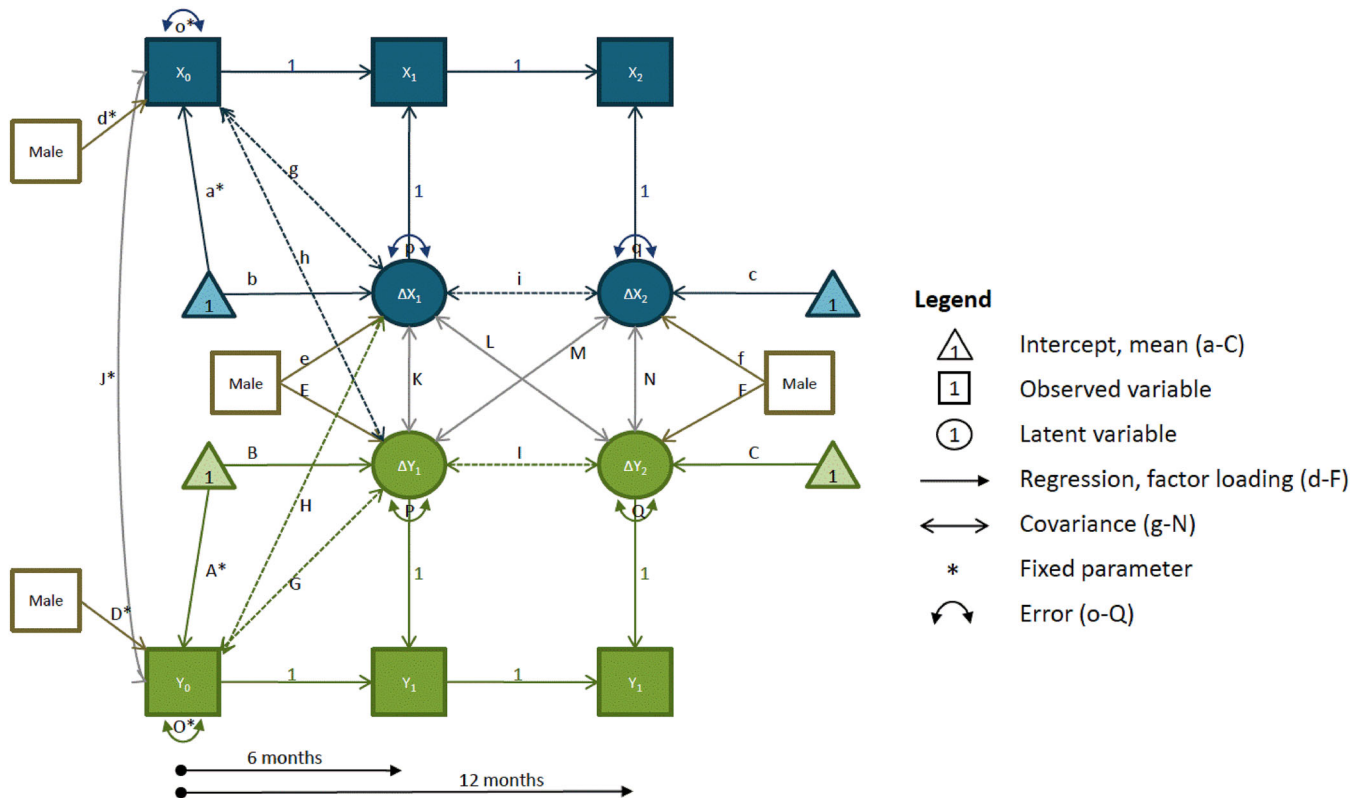 o*
X₀
1
X₁
1
X₂
d*
Male
a*
g
1
1
h
p
q
b
i
c
1
ΔX₁
ΔX₂
1
Legend
1 Intercept, mean (a-C)
1 Observed variable
1 Latent variable
Regression, factor loading (d-F)
Covariance (g-N)
* Fixed parameter
Error (o-Q)
J*
e
Male
E
K
L
M
N
f
Male
F
B
I
C
1
ΔY₁
ΔY₂
1
P
Q
H
A*
G
1
1
Male
D*
Y₀
1
Y₁
1
Y₁
O*
6 months
12 months